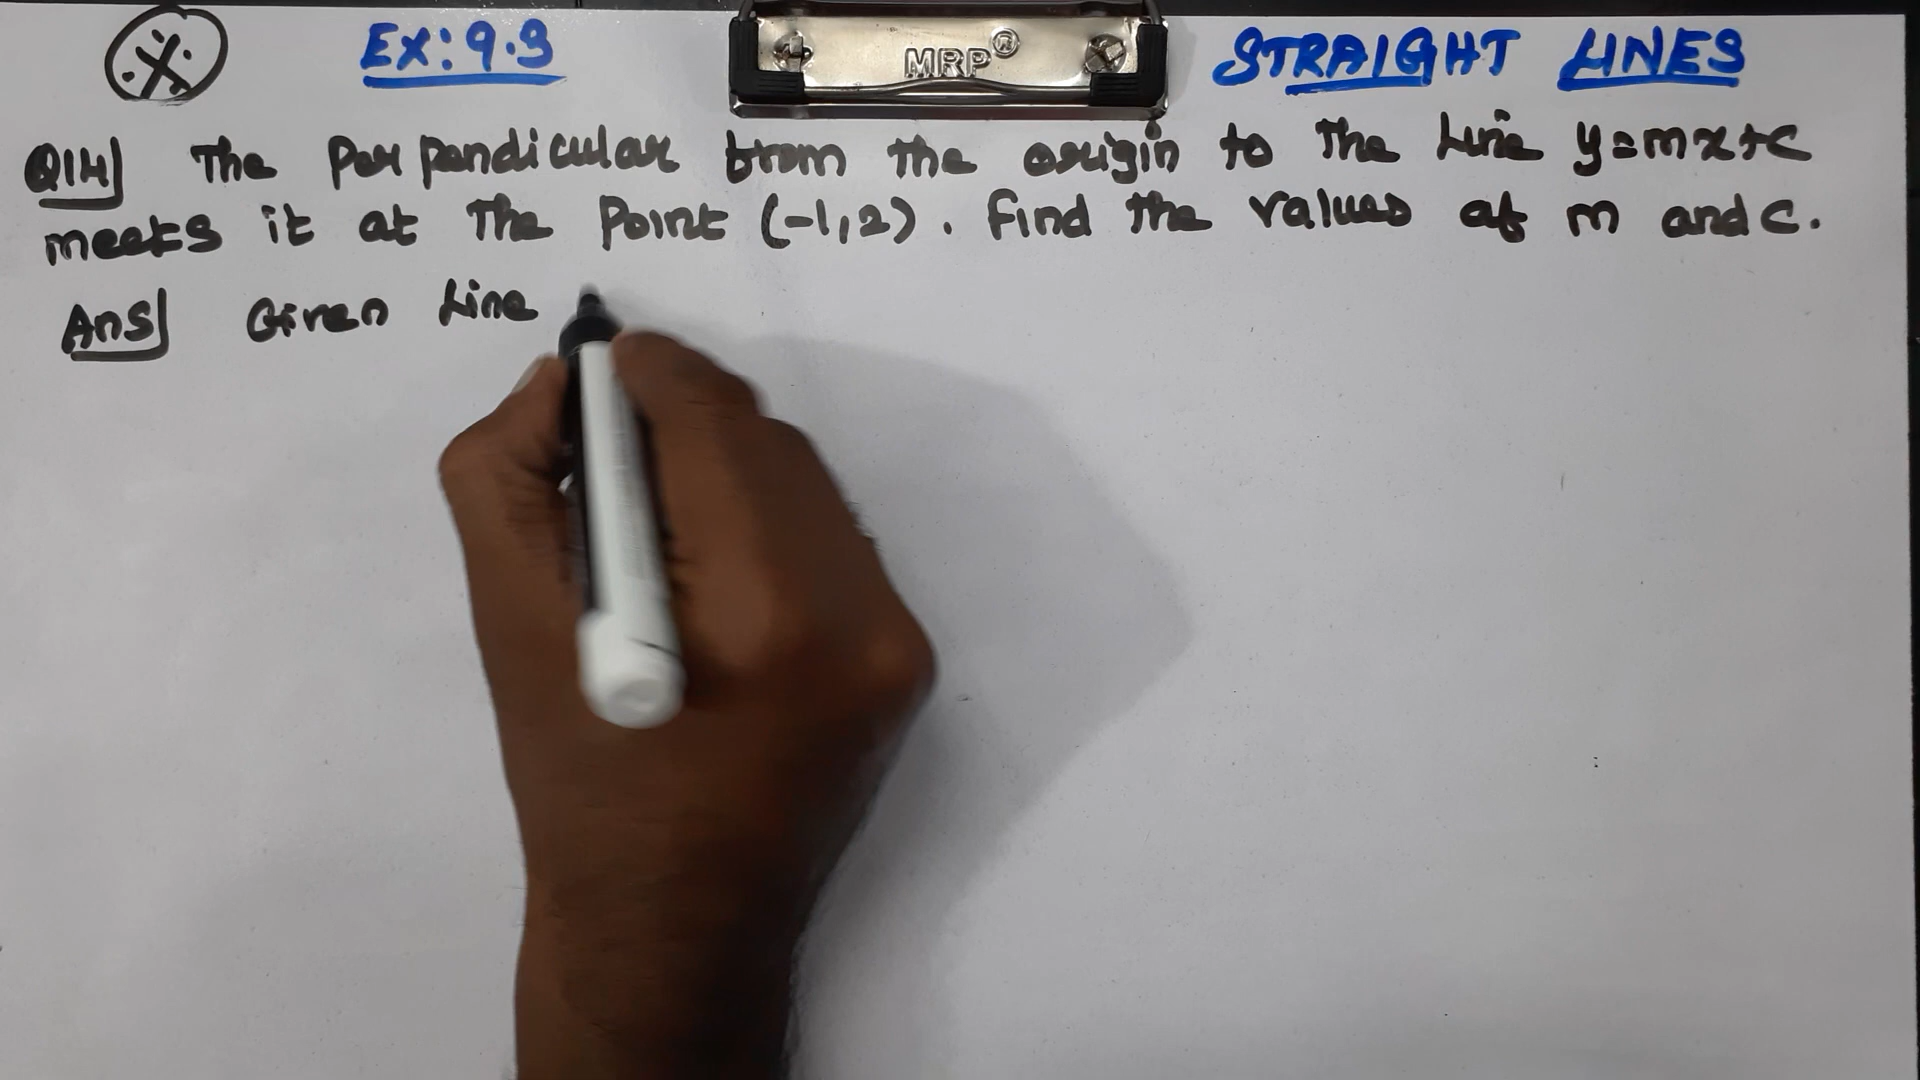 EX: 9.3
MRP®
STRAIGHT LINES
Q14] The Perpendicular from the origin to the Line y=mx+c
meets it at the Point (-1,2). Find the values of m and c.
Ans] Given Line